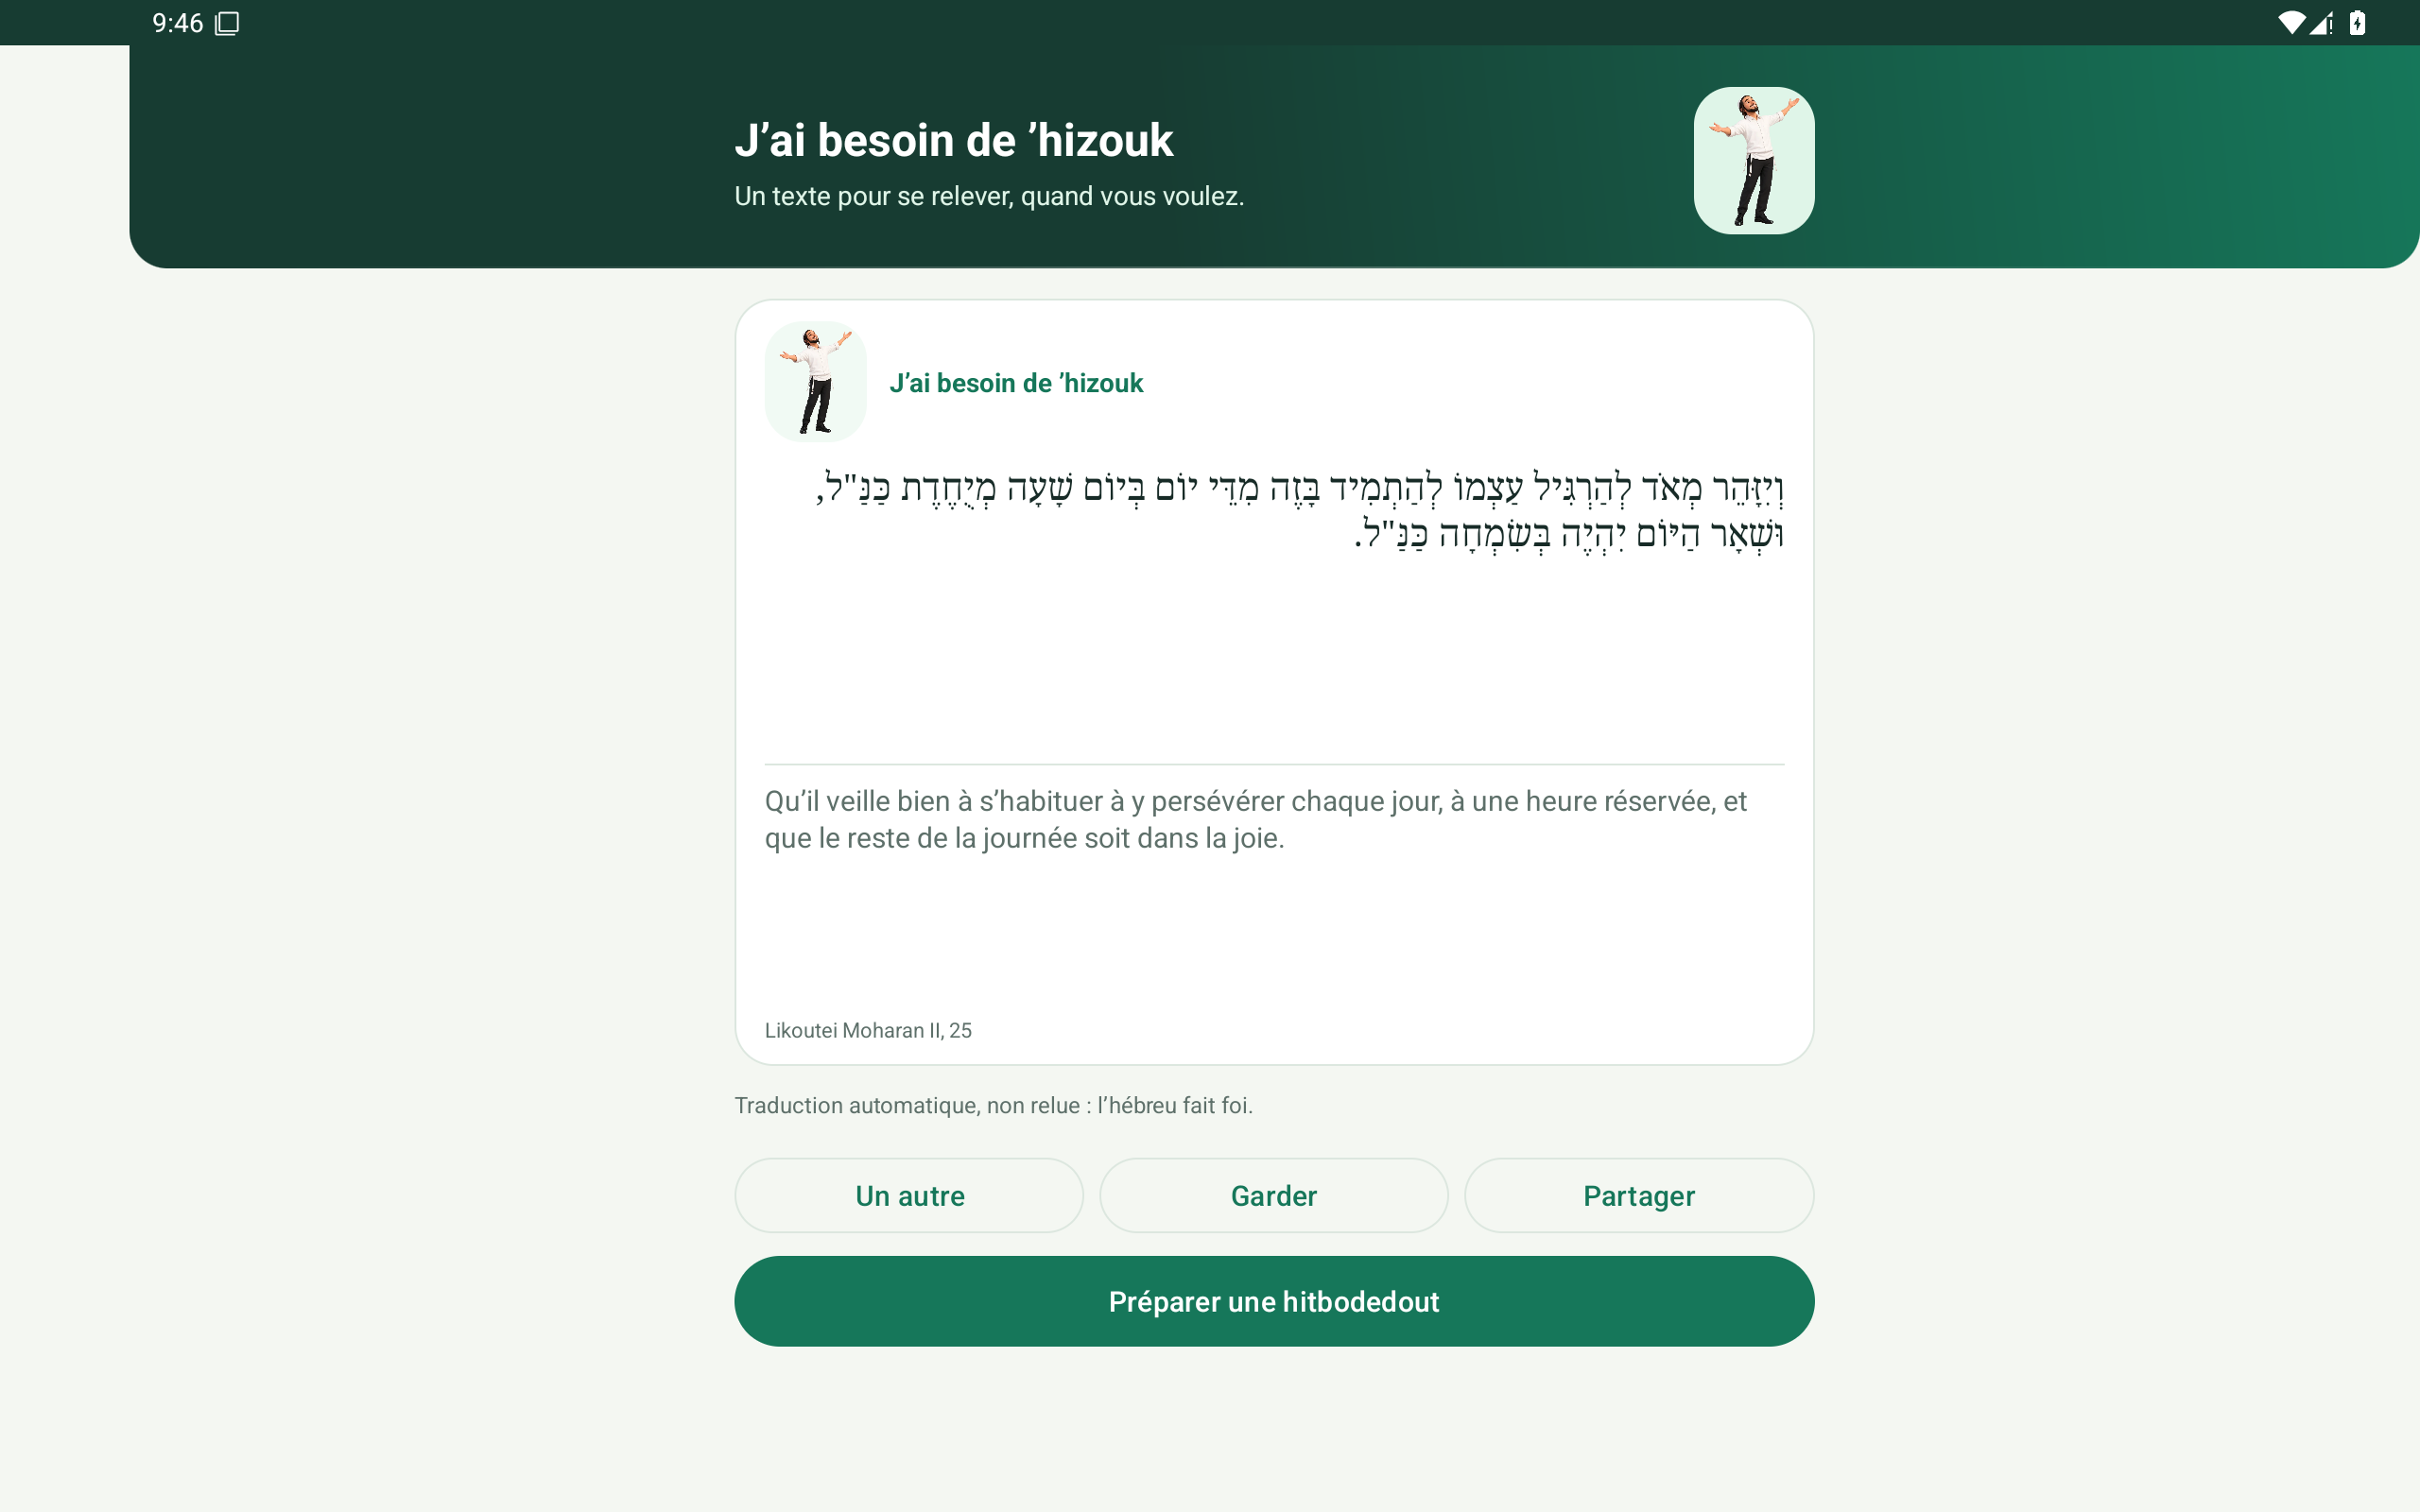 9:46
J’ai besoin de ’hizouk
Un texte pour se relever, quand vous voulez.
J’ai besoin de ’hizouk
וְיִזָּהֵר מְאֹד לְהַרְגִּיל עַצְמוֹ לְהַתְמִיד בָּזֶה מִדֵּי יוֹם בְּיוֹם שָׁעָה מְיֻחֶדֶת כַּנַּ"ל,
וּשְׁאָר הַיּוֹם יִהְיֶה בְּשִׂמְחָה כַּנַּ"ל.
Qu’il veille bien à s’habituer à y persévérer chaque jour, à une heure réservée, et
que le reste de la journée soit dans la joie.
Likoutei Moharan II, 25
Traduction automatique, non relue : l’hébreu fait foi.
Un autre
Garder
Partager
Préparer une hitbodedout